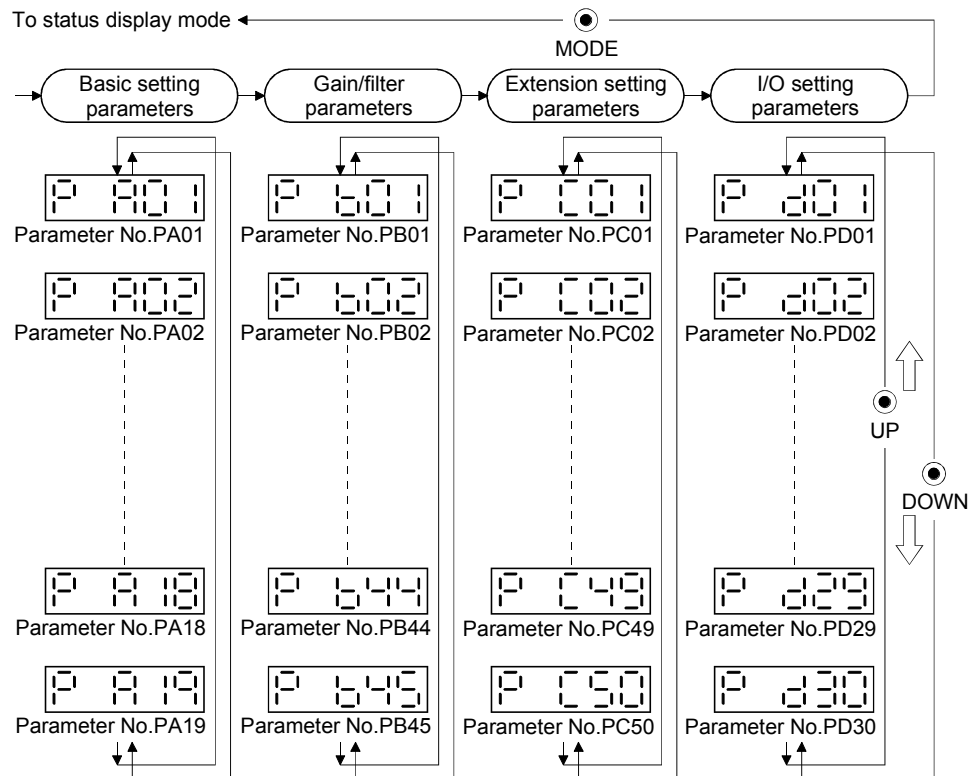 To status display mode
MODE
Basic setting parameters
Gain/filter parameters
Extension setting parameters
I/O setting parameters
P A01
P b01
P C01
P d01
Parameter No.PA01
Parameter No.PB01
Parameter No.PC01
Parameter No.PD01
P A02
P b02
P C02
P d02
Parameter No.PA02
Parameter No.PB02
Parameter No.PC02
Parameter No.PD02
UP
DOWN
P A18
P b44
P C49
P d29
Parameter No.PA18
Parameter No.PB44
Parameter No.PC49
Parameter No.PD29
P A19
P b45
P C50
P d30
Parameter No.PA19
Parameter No.PB45
Parameter No.PC50
Parameter No.PD30